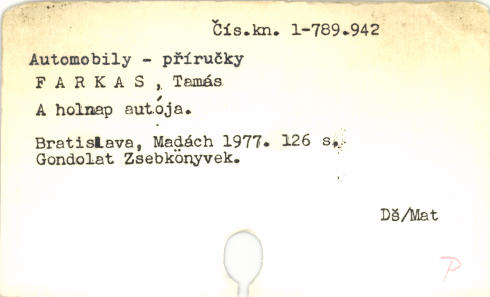 Čís.kn. 1-789.942
Automobily - příručky
F A R K A S , Tamás
A holnap autója.
Bratislava, Madách 1977. 126 s.
Gondolat Zsebkönyvek.
Dš/Mat
P